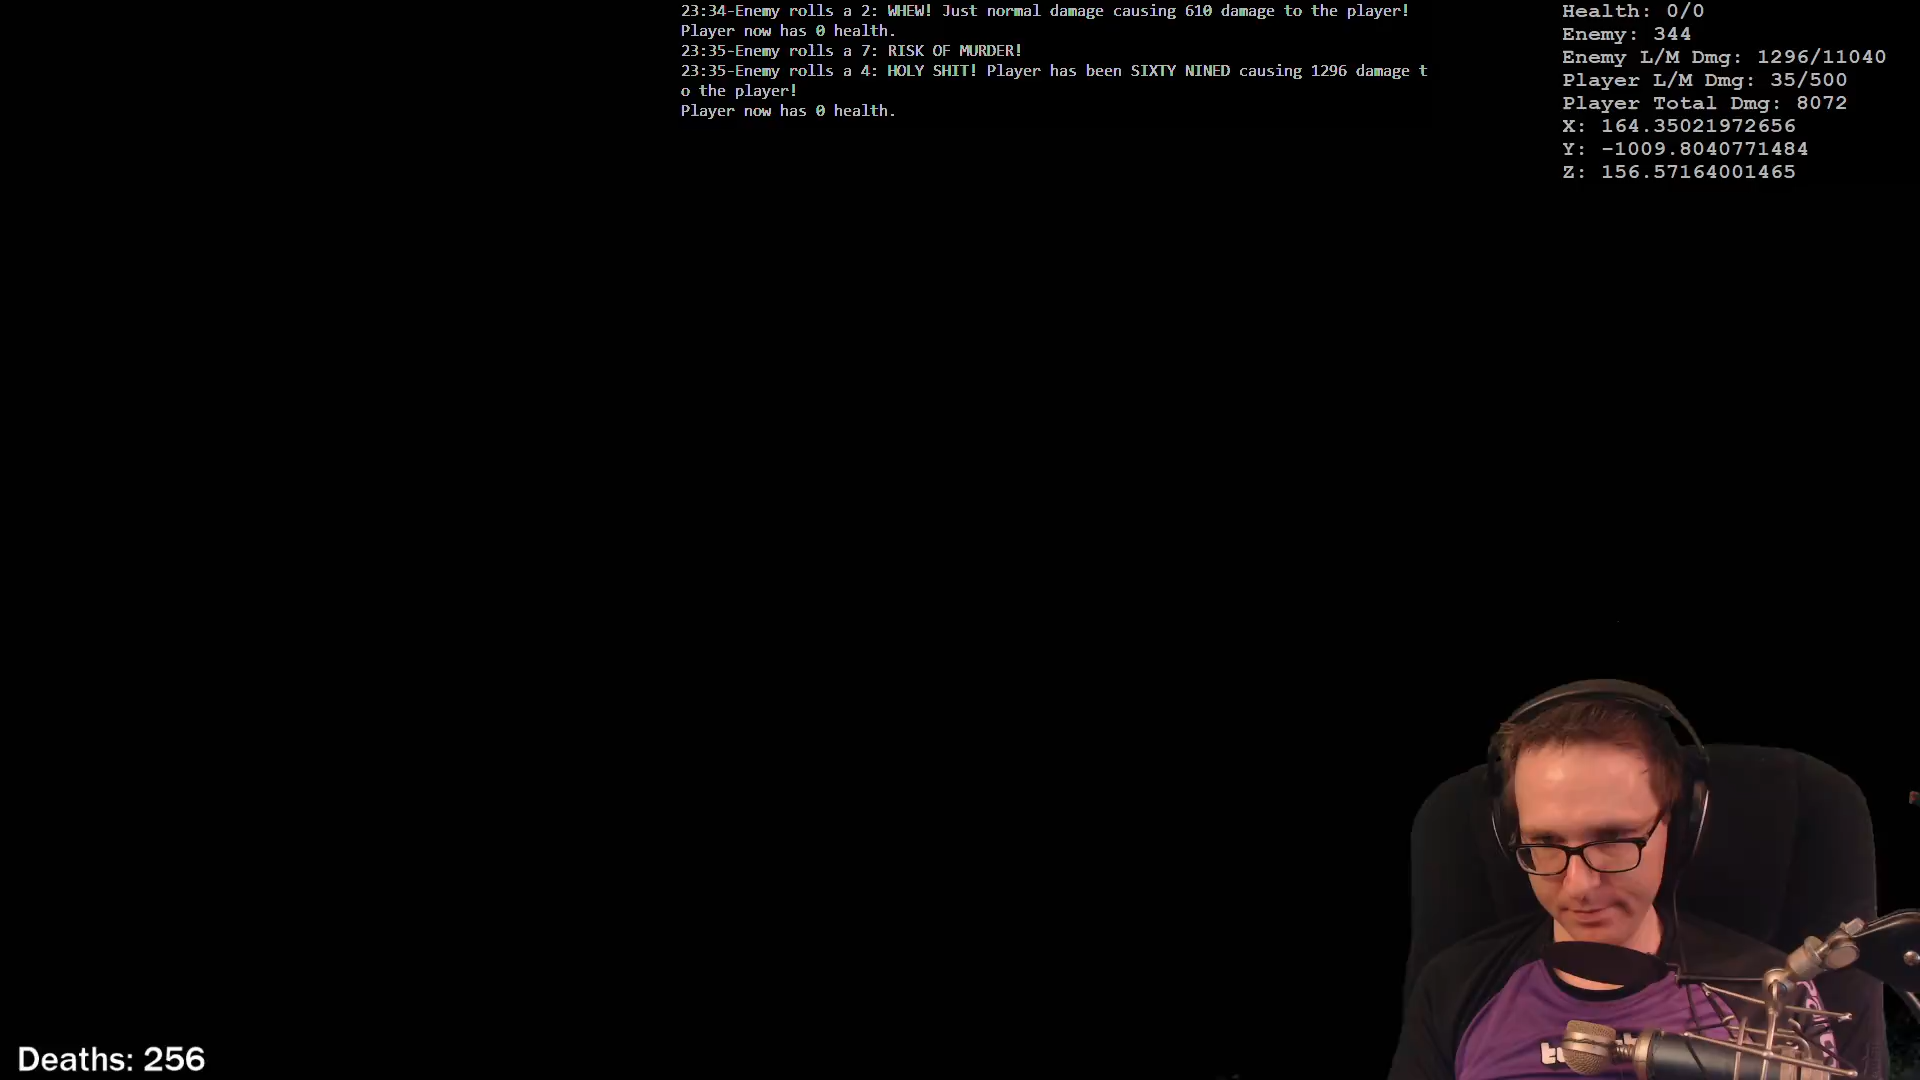 23:34-Enemy rolls a 2: WHEW! Just normal damage causing 610 damage to the player!
Player now has 0 health.
23:35-Enemy rolls a 7: RISK OF MURDER!
23:35-Enemy rolls a 4: HOLY SHIT! Player has been SIXTY NINED causing 1296 damage t
o the player!
Player now has 0 health.
Health: 0/0
Enemy: 344
Enemy L/M Dmg: 1296/11040
Player L/M Dmg: 35/500
Player Total Dmg: 8072
X: 164.35021972656
Y: -1009.8040771484
Z: 156.57164001465
Deaths: 256